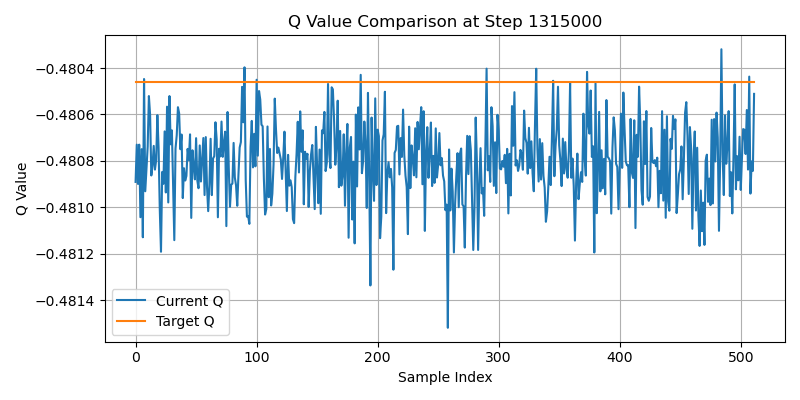 Q Value Comparison at Step 1315000
Q Value
−0.4804
−0.4806
−0.4808
−0.4810
−0.4812
−0.4814
Current Q
Target Q
0 100 200 300 400 500
Sample Index